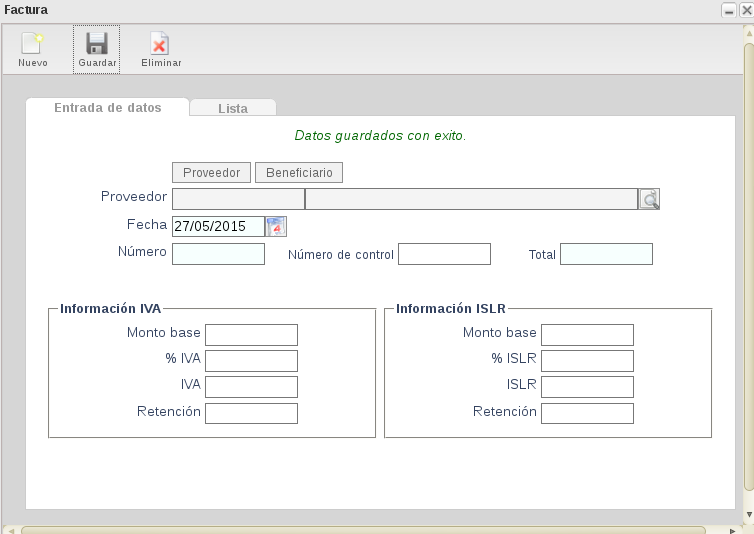 Factura
Nuevo Guardar Eliminar
Entrada de datos Lista
Datos guardados con exito.
Proveedor Beneficiario
Proveedor
Fecha 27/05/2015
Número Número de control Total
Información IVA Información ISLR
Monto base Monto base
% IVA % ISLR
IVA ISLR
Retención Retención